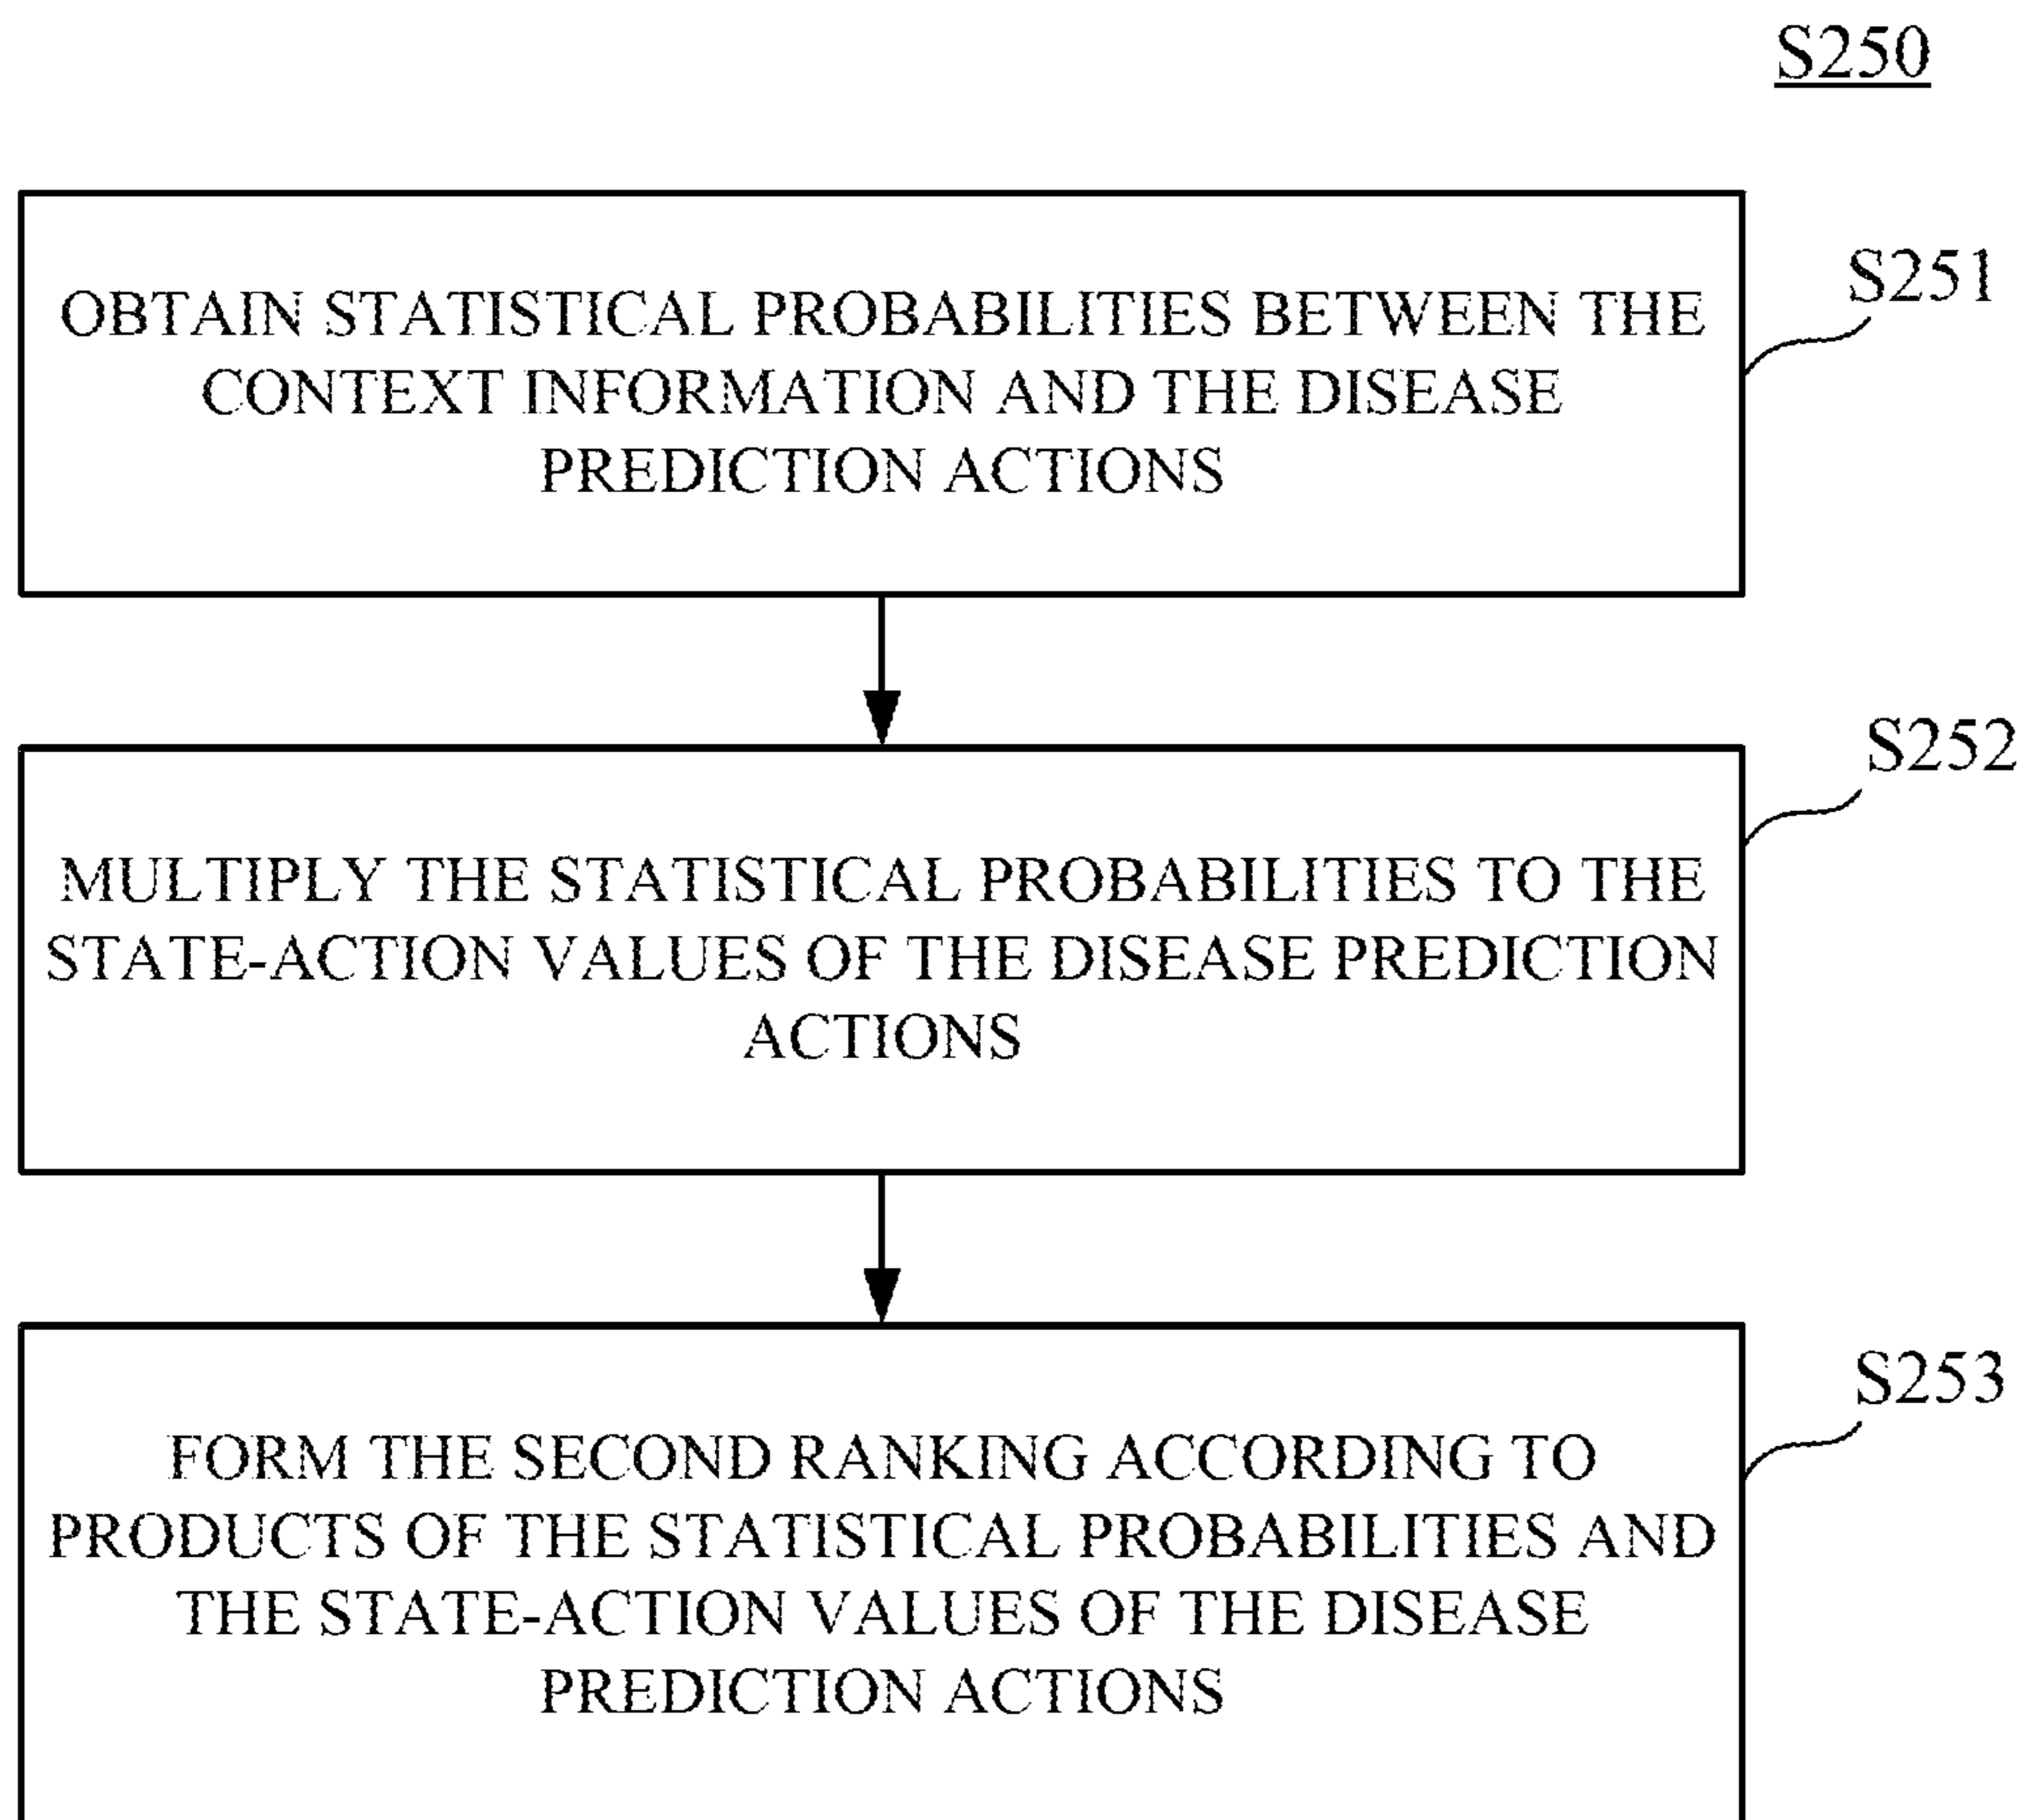 S250
OBTAIN STATISTICAL PROBABILITIES BETWEEN THE
CONTEXT INFORMATION AND THE DISEASE
PREDICTION ACTIONS
S251
MULTIPLY THE STATISTICAL PROBABILITIES TO THE
STATE-ACTION VALUES OF THE DISEASE PREDICTION
ACTIONS
S252
FORM THE SECOND RANKING ACCORDING TO
PRODUCTS OF THE STATISTICAL PROBABILITIES AND
THE STATE-ACTION VALUES OF THE DISEASE
PREDICTION ACTIONS
S253